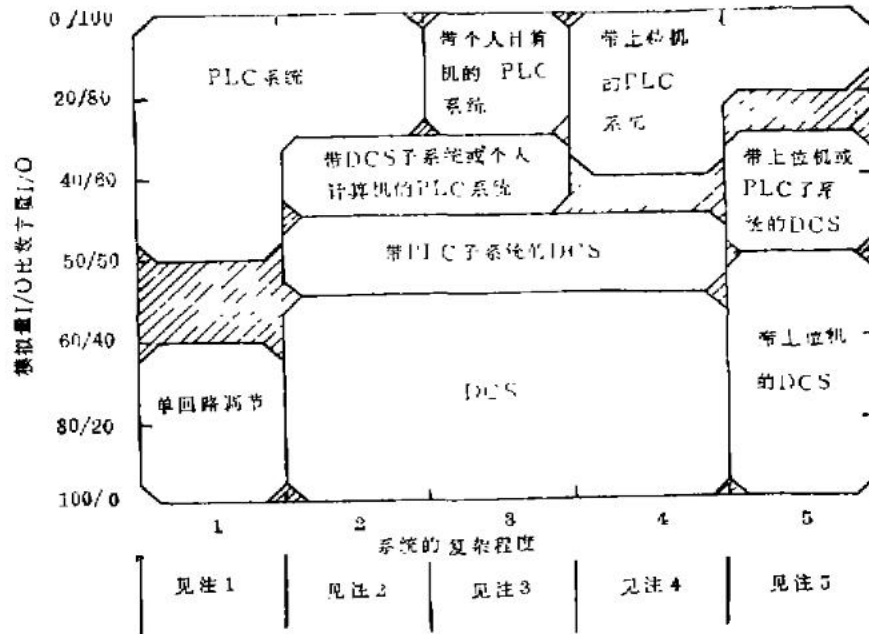 0/100
20/80
40/60
50/50
60/40
80/20
100/0
模拟量I/O比数字量I/O
PLC系统
带个人计算
机的 PLC
系统
带上位机
的PLC
系统
带DCS子系统或个人
计算机的PLC系统
带上位机或
PLC子系
统的DCS
带PLC子系统的DCS
单回路调节
DCS
带上位机
的DCS
1
2
3
4
5
系统的复杂程度
见注1
见注2
见注3
见注4
见注5